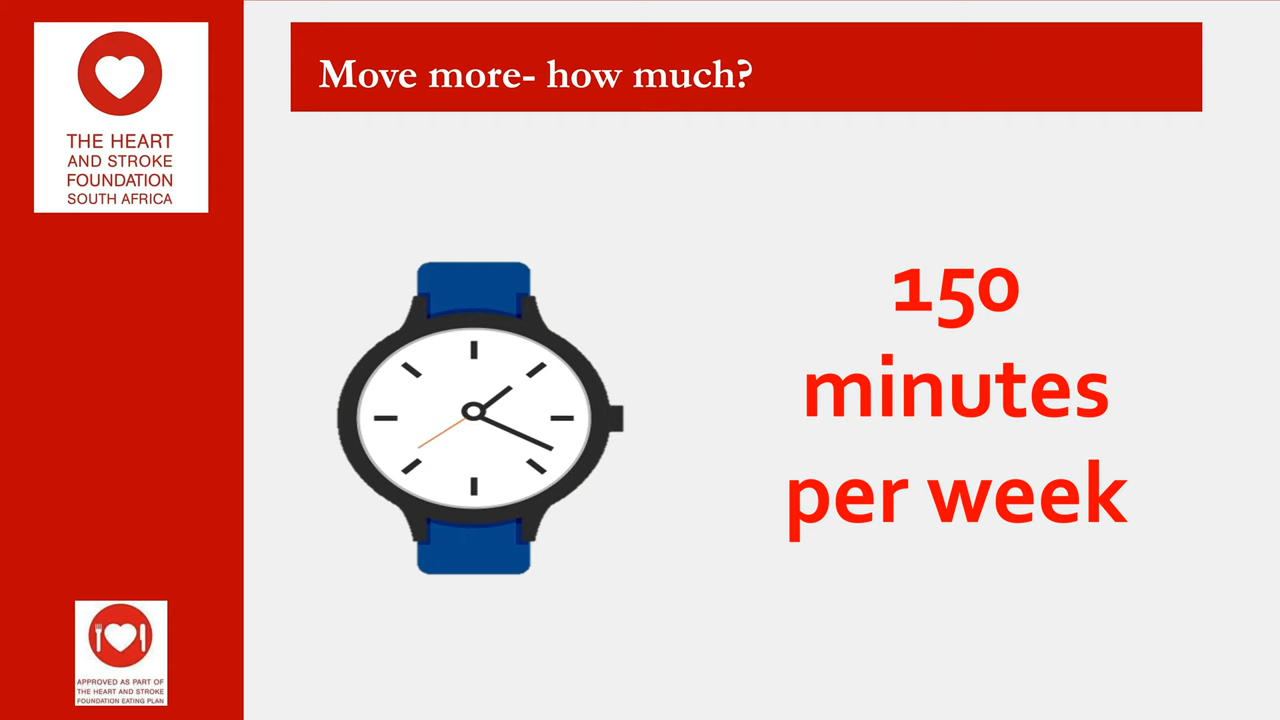 THE HEART
AND STROKE
FOUNDATION
SOUTH AFRICA
Move more- how much?
150
minutes
per week
APPROVED AS PART OF
THE HEART AND STROKE
FOUNDATION EATING PLAN